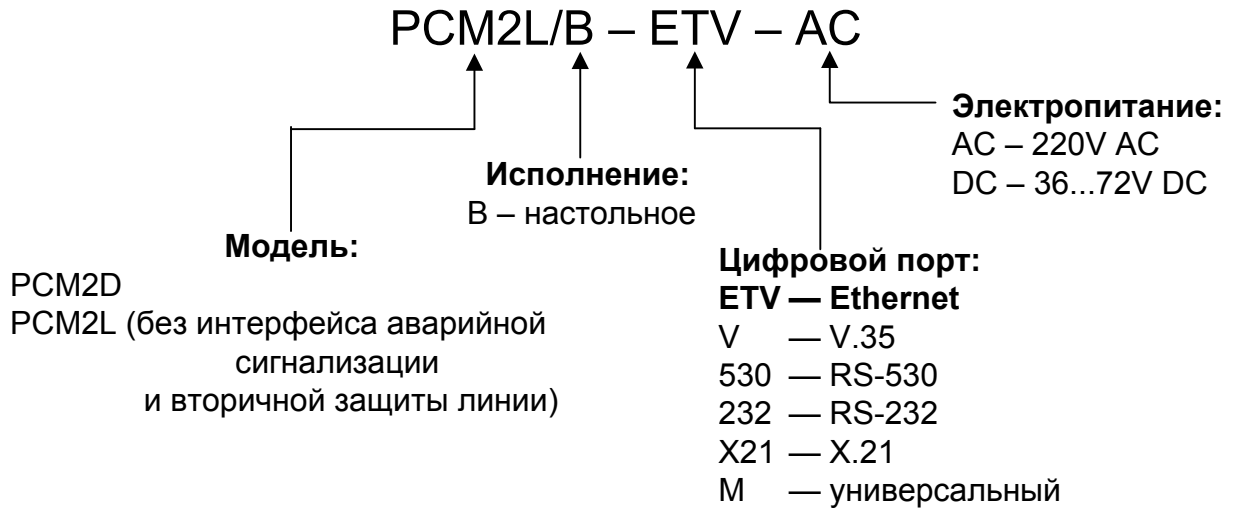 PCM2L/B – ETV – AC
Электропитание:
AC – 220V AC
DC – 36...72V DC
Исполнение:
B – настольное
Модель:
PCM2D
PCM2L (без интерфейса аварийной
сигнализации
и вторичной защиты линии)
Цифровой порт:
ETV — Ethernet
V — V.35
530 — RS-530
232 — RS-232
X21 — X.21
M — универсальный